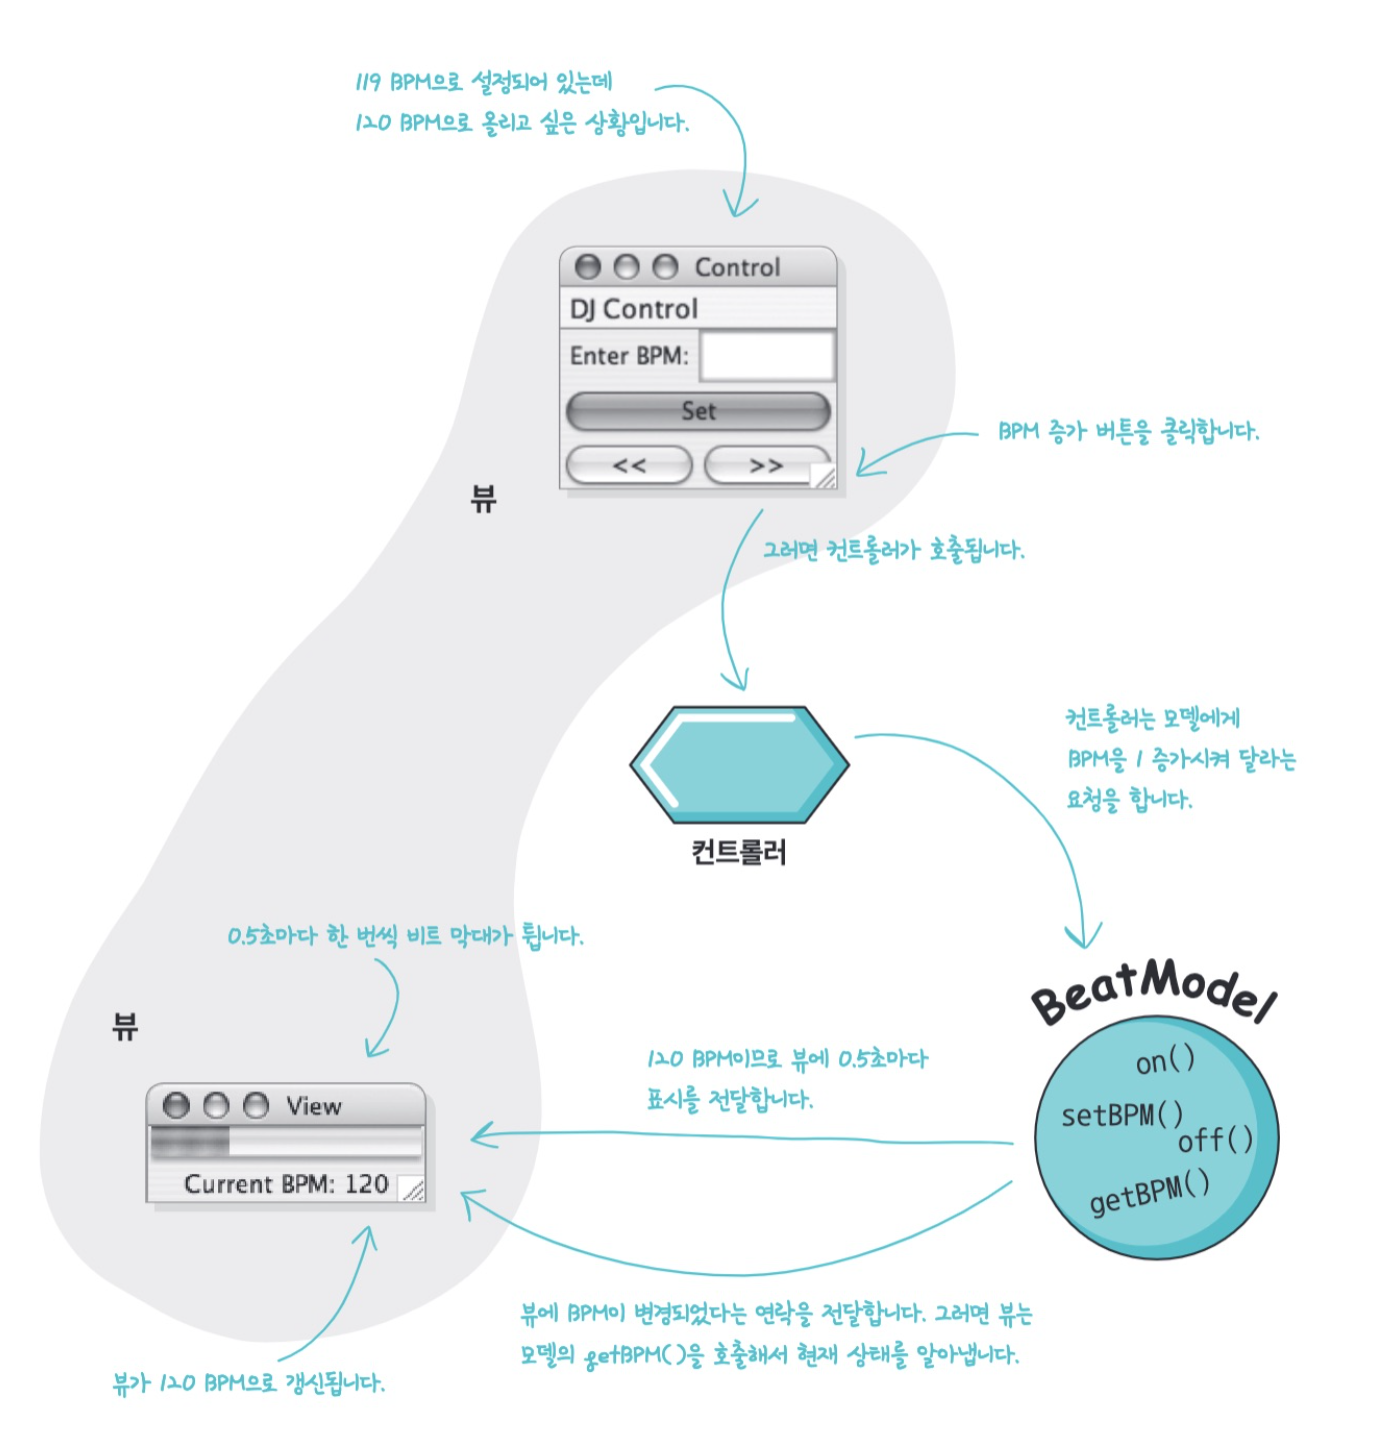 119 BPM으로 설정되어 있는데
120 BPM으로 올리고 싶은 상황입니다.
Control
DJ Control
Enter BPM:
Set
<<
>>
BPM 증가 버튼을 클릭합니다.
뷰
그러면 컨트롤러가 호출됩니다.
컨트롤러는 모델에게
BPM을 1 증가시켜 달라는
요청을 합니다.
컨트롤러
0.5초마다 한 번씩 비트 막대가 튑니다.
뷰
BeatModel
on()
setBPM()
off()
getBPM()
120 BPM이므로 뷰에 0.5초마다
표시를 전달합니다.
View
Current BPM: 120
뷰에 BPM이 변경되었다는 연락을 전달합니다. 그러면 뷰는
모델의 getBPM()을 호출해서 현재 상태를 알아냅니다.
뷰가 120 BPM으로 갱신됩니다.